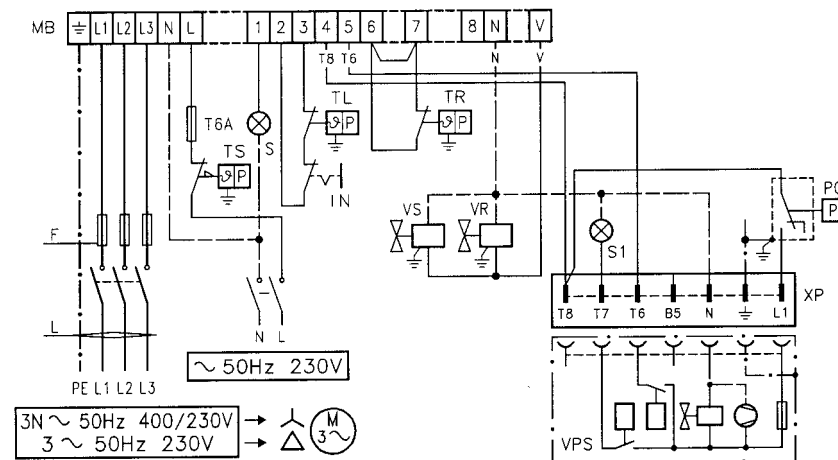 MB ⏚ L1 L2 L3 N L 1 2 3 4 5 6 7 8 N V
T8 T6 N V
T6A S TL TR
ϑ P ϑ P
TS
ϑ P
IN
VS VR
S1
P
F
XP
T8 T7 T6 B5 N ⏚ L1
L
N L
PE L1 L2 L3
~ 50Hz 230V
3N ~ 50Hz 400/230V
3 ~ 50Hz 230V
M
3~
VPS